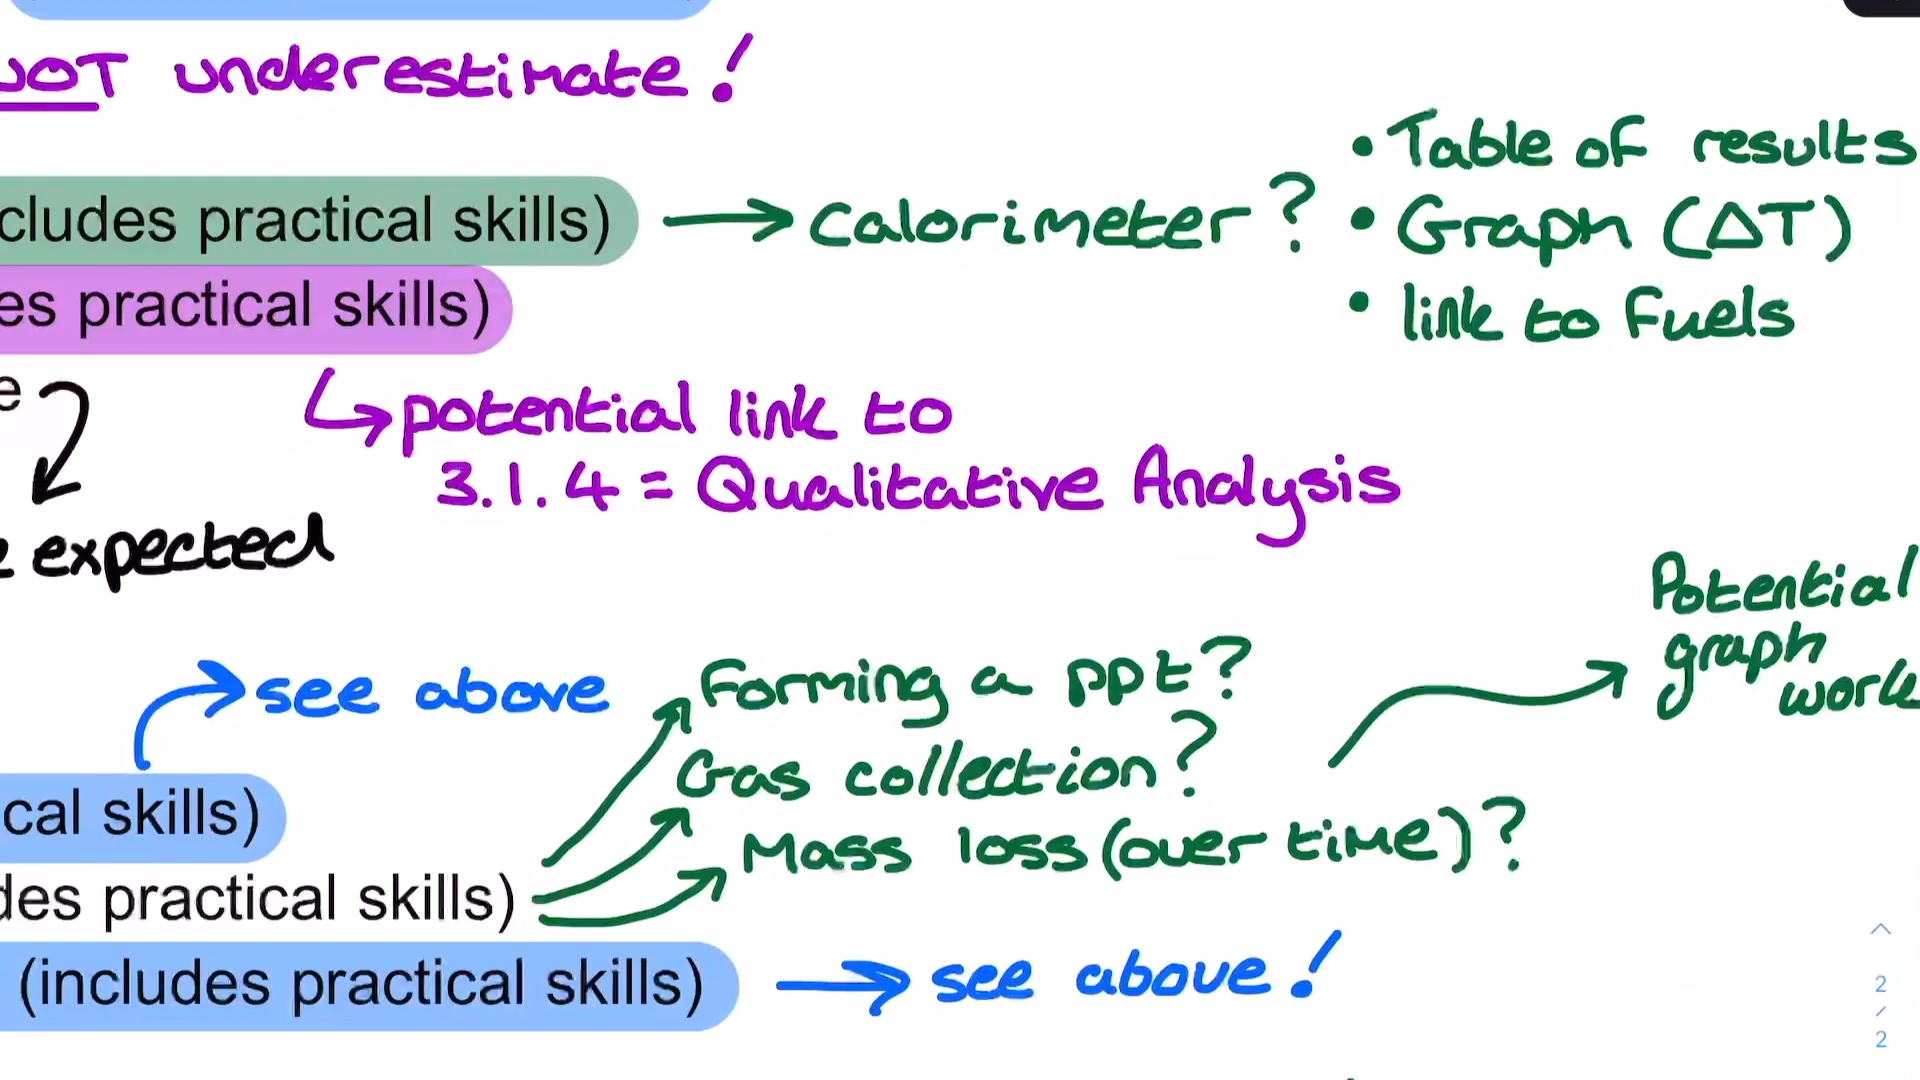 NOT underestimate!
• Table of results
cludes practical skills) → Calorimeter? • Graph (ΔT)
es practical skills) • link to Fuels
e
↳ potential link to
3.1.4 = Qualitative Analysis
expected
Potential
graph
work
→ see above
Forming a ppt?
Gas collection?
cal skills)
Mass loss (over time)?
des practical skills)
(includes practical skills) → see above!
2
/
2